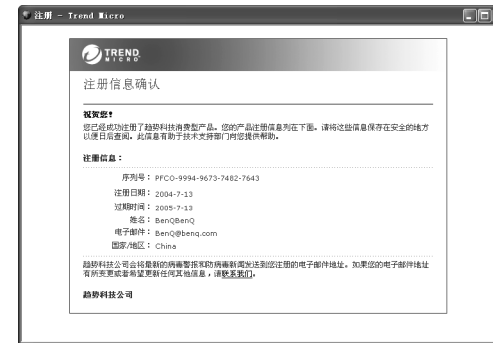 注册 - Trend Micro
TREND
MICRO
注册信息确认
祝贺您！
您已经成功注册了趋势科技消费型产品。您的产品注册信息列在下面。请将这些信息保存在安全的地方
以便日后查阅。此信息有助于技术支持部门向您提供帮助。
注册信息：
序列号： PFCO-9994-9673-7482-7643
注册日期： 2004-7-13
过期时间： 2005-7-13
姓名： BenQBenQ
电子邮件： BenQ@benq.com
国家/地区： China
趋势科技公司会将最新的病毒警报和防病毒新闻发送到您注册的电子邮件地址。如果您的电子邮件地址
有所变更或者希望更新任何其他信息，请联系我们。
趋势科技公司